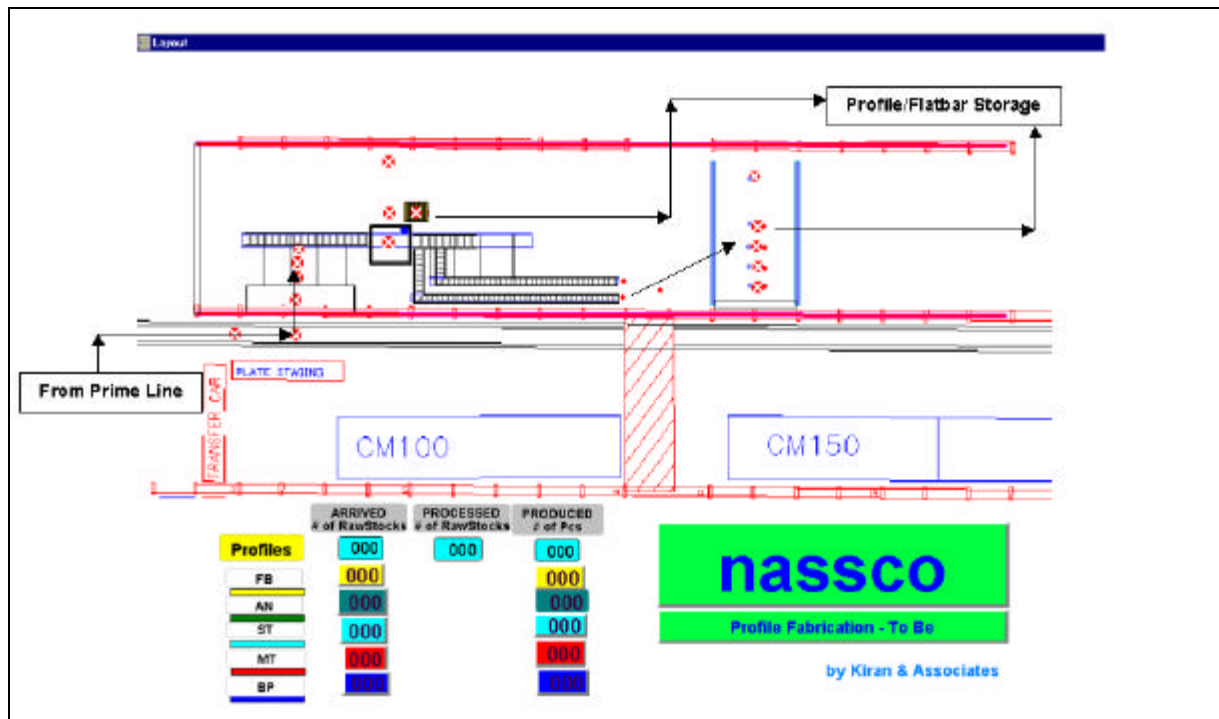 Layout
Profile/Flatbar Storage
From Prime Line
PLATE STAGING
TRANSFER CAR
CM100
CM150
ARRIVED
# of RawStocks
PROCESSED
# of RawStocks
PRODUCED
# of Pcs
Profiles
000
000
000
FB
000
000
AN
000
000
ST
000
000
MT
000
000
BP
000
000
nassco
Profile Fabrication - To Be
by Kiran & Associates